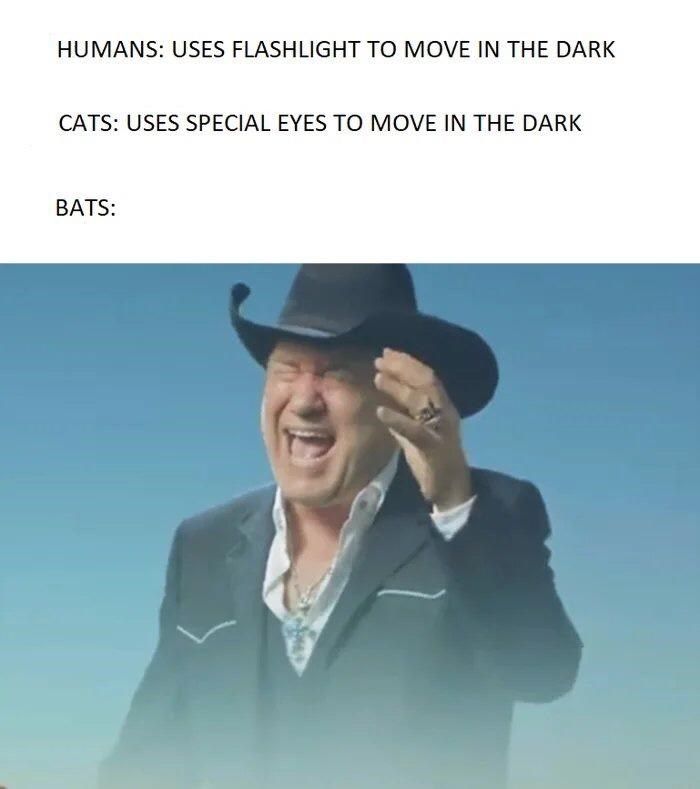 HUMANS: USES FLASHLIGHT TO MOVE IN THE DARK
CATS: USES SPECIAL EYES TO MOVE IN THE DARK
BATS: